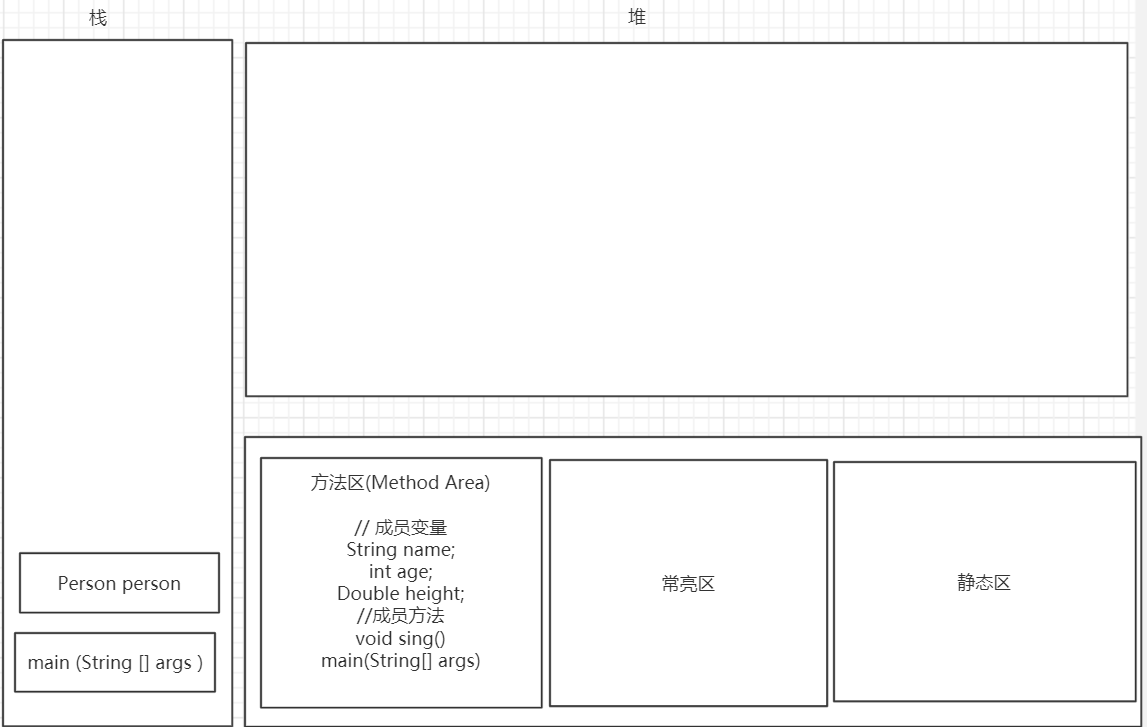 栈
堆
Person person
main (String [] args )
方法区(Method Area)
// 成员变量
String name;
int age;
Double height;
//成员方法
void sing()
main(String[] args)
常亮区
静态区